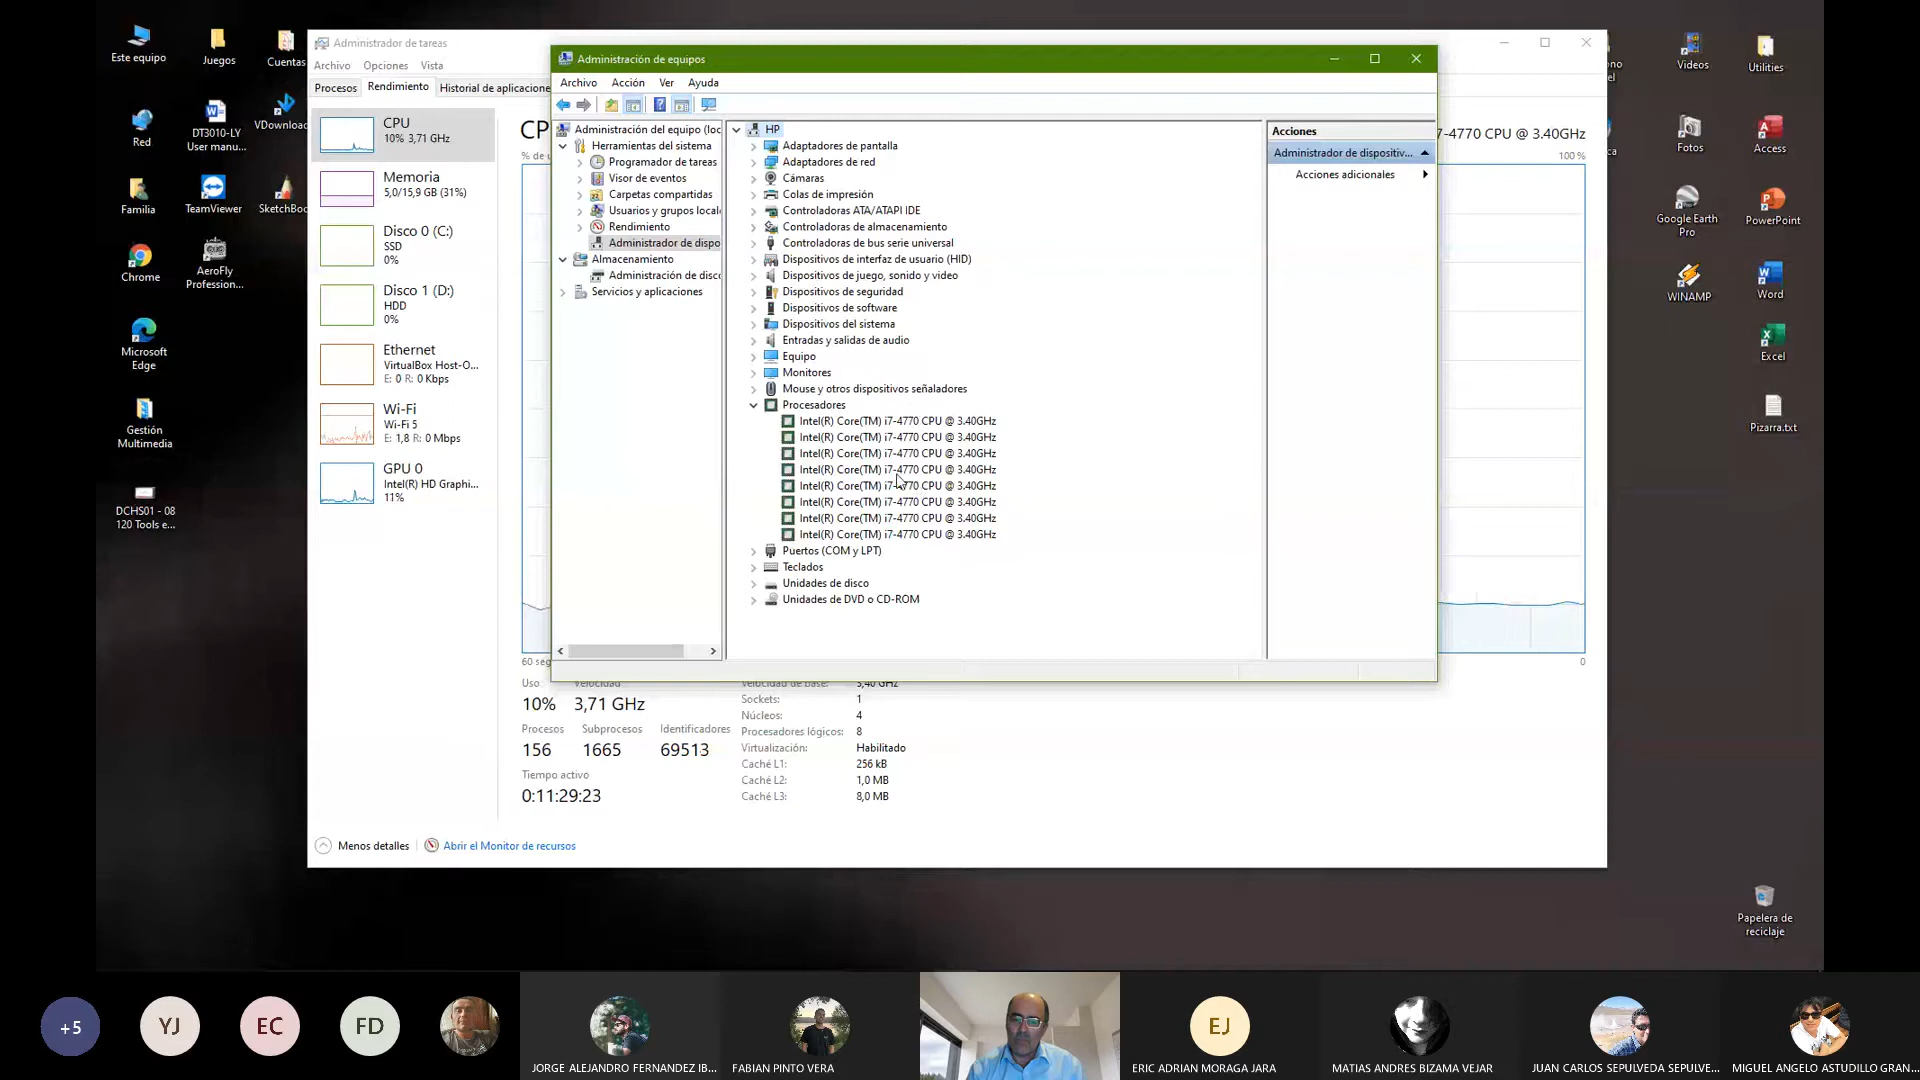 Este equipo
Juegos
Cuentas
Red
DT3010-LY
User manu...
VDownload
Familia
TeamViewer
SketchBoo
Chrome
AeroFly
Profession...
Microsoft
Edge
Gestión
Multimedia
DCHS01 - 08
120 Tools e...
Administrador de tareas
Archivo Opciones Vista
Procesos Rendimiento Historial de aplicacione
CPU
10% 3,71 GHz
Memoria
5,0/15,9 GB (31%)
Disco 0 (C:)
SSD
0%
Disco 1 (D:)
HDD
0%
Ethernet
VirtualBox Host-O...
E: 0 R: 0 Kbps
Wi-Fi
Wi-Fi 5
E: 1,8 R: 0 Mbps
GPU 0
Intel(R) HD Graphi...
11%
CP
7-4770 CPU @ 3.40GHz
% de u
100 %
Administración de equipos
Archivo Acción Ver Ayuda
Administración del equipo (loc
Herramientas del sistema
Programador de tareas
Visor de eventos
Carpetas compartidas
Usuarios y grupos locale
Rendimiento
Administrador de dispo
Almacenamiento
Administración de disco
Servicios y aplicaciones
HP
Adaptadores de pantalla
Adaptadores de red
Cámaras
Colas de impresión
Controladoras ATA/ATAPI IDE
Controladoras de almacenamiento
Controladoras de bus serie universal
Dispositivos de interfaz de usuario (HID)
Dispositivos de juego, sonido y video
Dispositivos de seguridad
Dispositivos de software
Dispositivos del sistema
Entradas y salidas de audio
Equipo
Monitores
Mouse y otros dispositivos señaladores
Procesadores
Intel(R) Core(TM) i7-4770 CPU @ 3.40GHz
Intel(R) Core(TM) i7-4770 CPU @ 3.40GHz
Intel(R) Core(TM) i7-4770 CPU @ 3.40GHz
Intel(R) Core(TM) i7-4770 CPU @ 3.40GHz
Intel(R) Core(TM) i7-4770 CPU @ 3.40GHz
Intel(R) Core(TM) i7-4770 CPU @ 3.40GHz
Intel(R) Core(TM) i7-4770 CPU @ 3.40GHz
Intel(R) Core(TM) i7-4770 CPU @ 3.40GHz
Puertos (COM y LPT)
Teclados
Unidades de disco
Unidades de DVD o CD-ROM
Acciones
Administrador de dispositiv...
Acciones adicionales
60 seg
0
Uso Velocidad
10% 3,71 GHz
Procesos Subprocesos Identificadores
156 1665 69513
Tiempo activo
0:11:29:23
Velocidad de base: 3,40 GHz
Sockets: 1
Núcleos: 4
Procesadores lógicos: 8
Virtualización: Habilitado
Caché L1: 256 kB
Caché L2: 1,0 MB
Caché L3: 8,0 MB
Menos detalles
Abrir el Monitor de recursos
Videos
Utilities
Fotos
Access
Google Earth
Pro
PowerPoint
WINAMP
Word
Excel
Pizarra.txt
Papelera de
reciclaje
+5
YJ
EC
FD
JORGE ALEJANDRO FERNANDEZ IB...
FABIAN PINTO VERA
EJ
ERIC ADRIAN MORAGA JARA
MATIAS ANDRES BIZAMA VEJAR
JUAN CARLOS SEPULVEDA SEPULVE...
MIGUEL ANGELO ASTUDILLO GRAN...